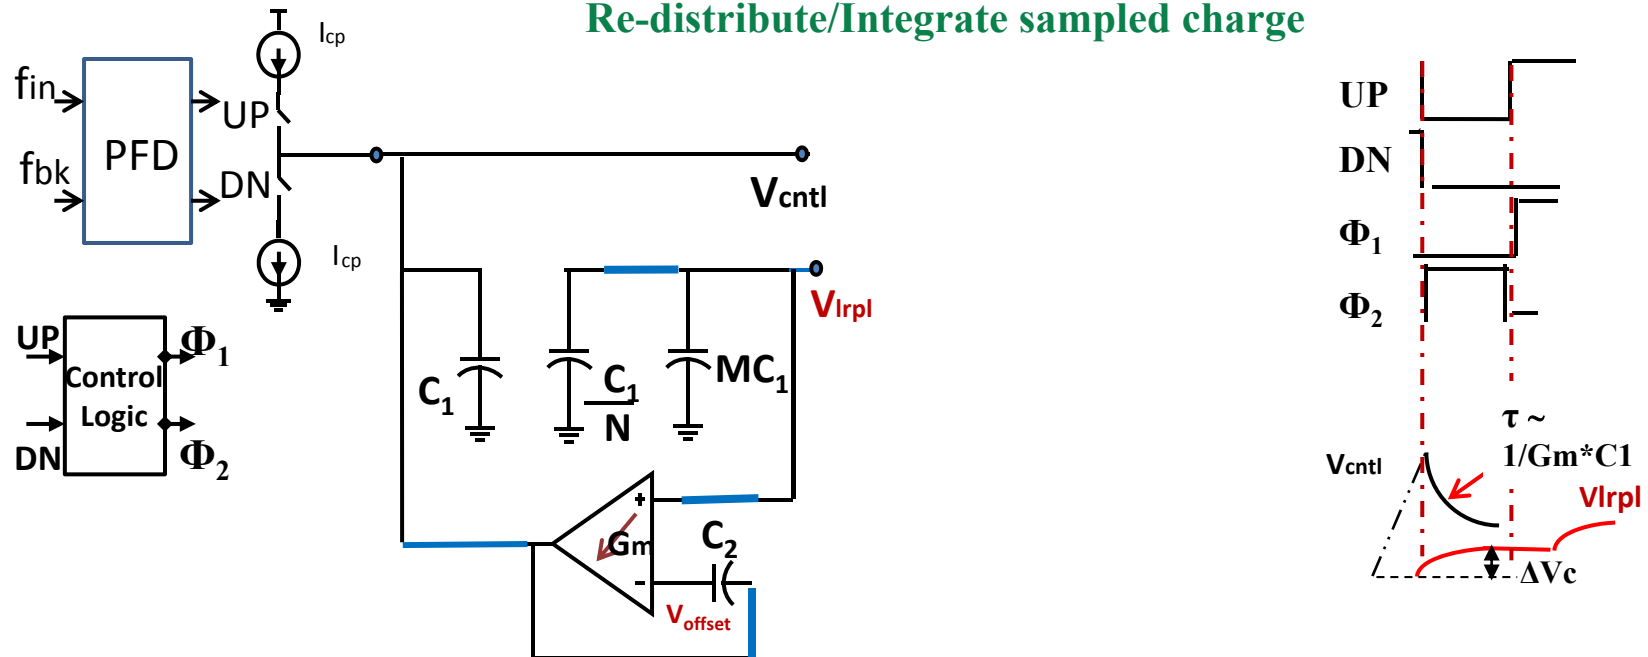 Re-distribute/Integrate sampled charge
Icp
fin
fbk
PFD
UP
DN
Icp
Vcntl
Vlrpl
UP
DN
Control
Logic
Φ1
Φ2
C1
C1
N
MC1
+
-
Gm
C2
Voffset
UP
DN
Φ1
Φ2
τ ~
1/Gm*C1
Vcntl
Vlrpl
ΔVc